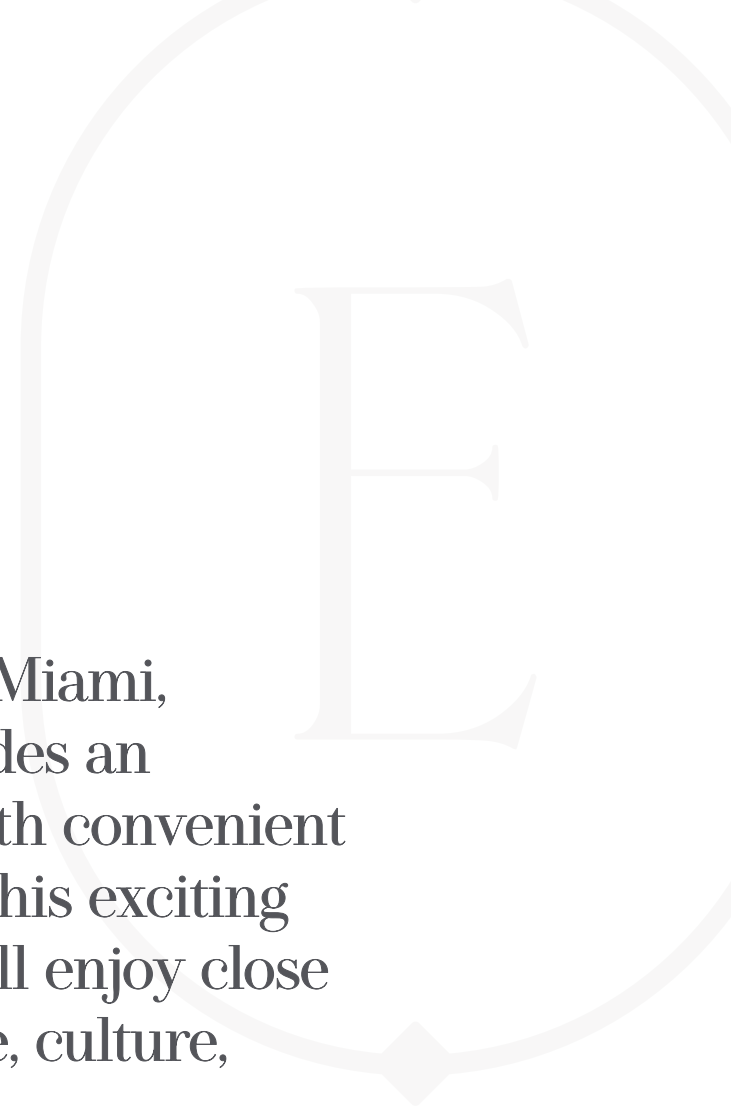 E
Miami,
des an
th convenient
his exciting
ll enjoy close
e, culture,